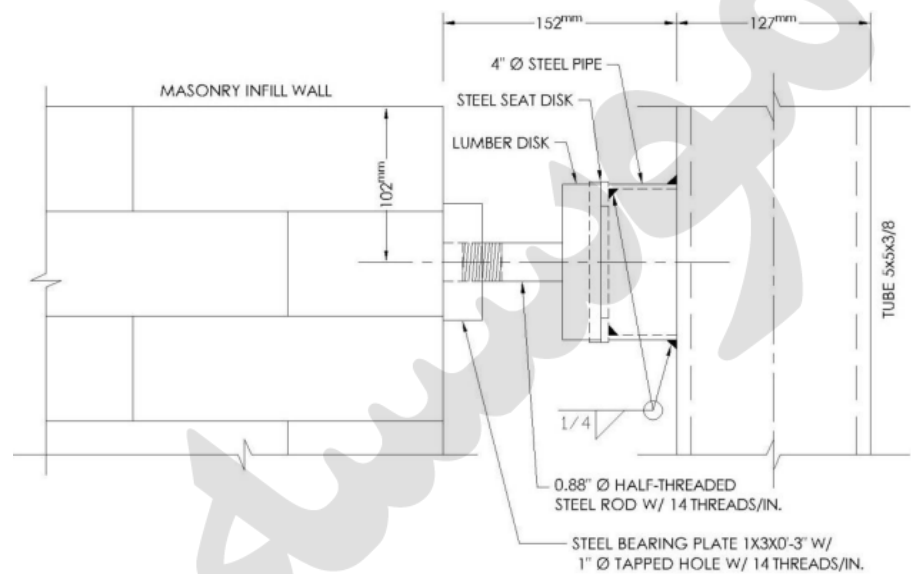 152mm
127mm
4" Ø STEEL PIPE
MASONRY INFILL WALL
STEEL SEAT DISK
LUMBER DISK
102mm
TUBE 5x5x3/8
1/4
0.88" Ø HALF-THREADED
STEEL ROD W/ 14 THREADS/IN.
STEEL BEARING PLATE 1X3X0'-3" W/
1" Ø TAPPED HOLE W/ 14 THREADS/IN.